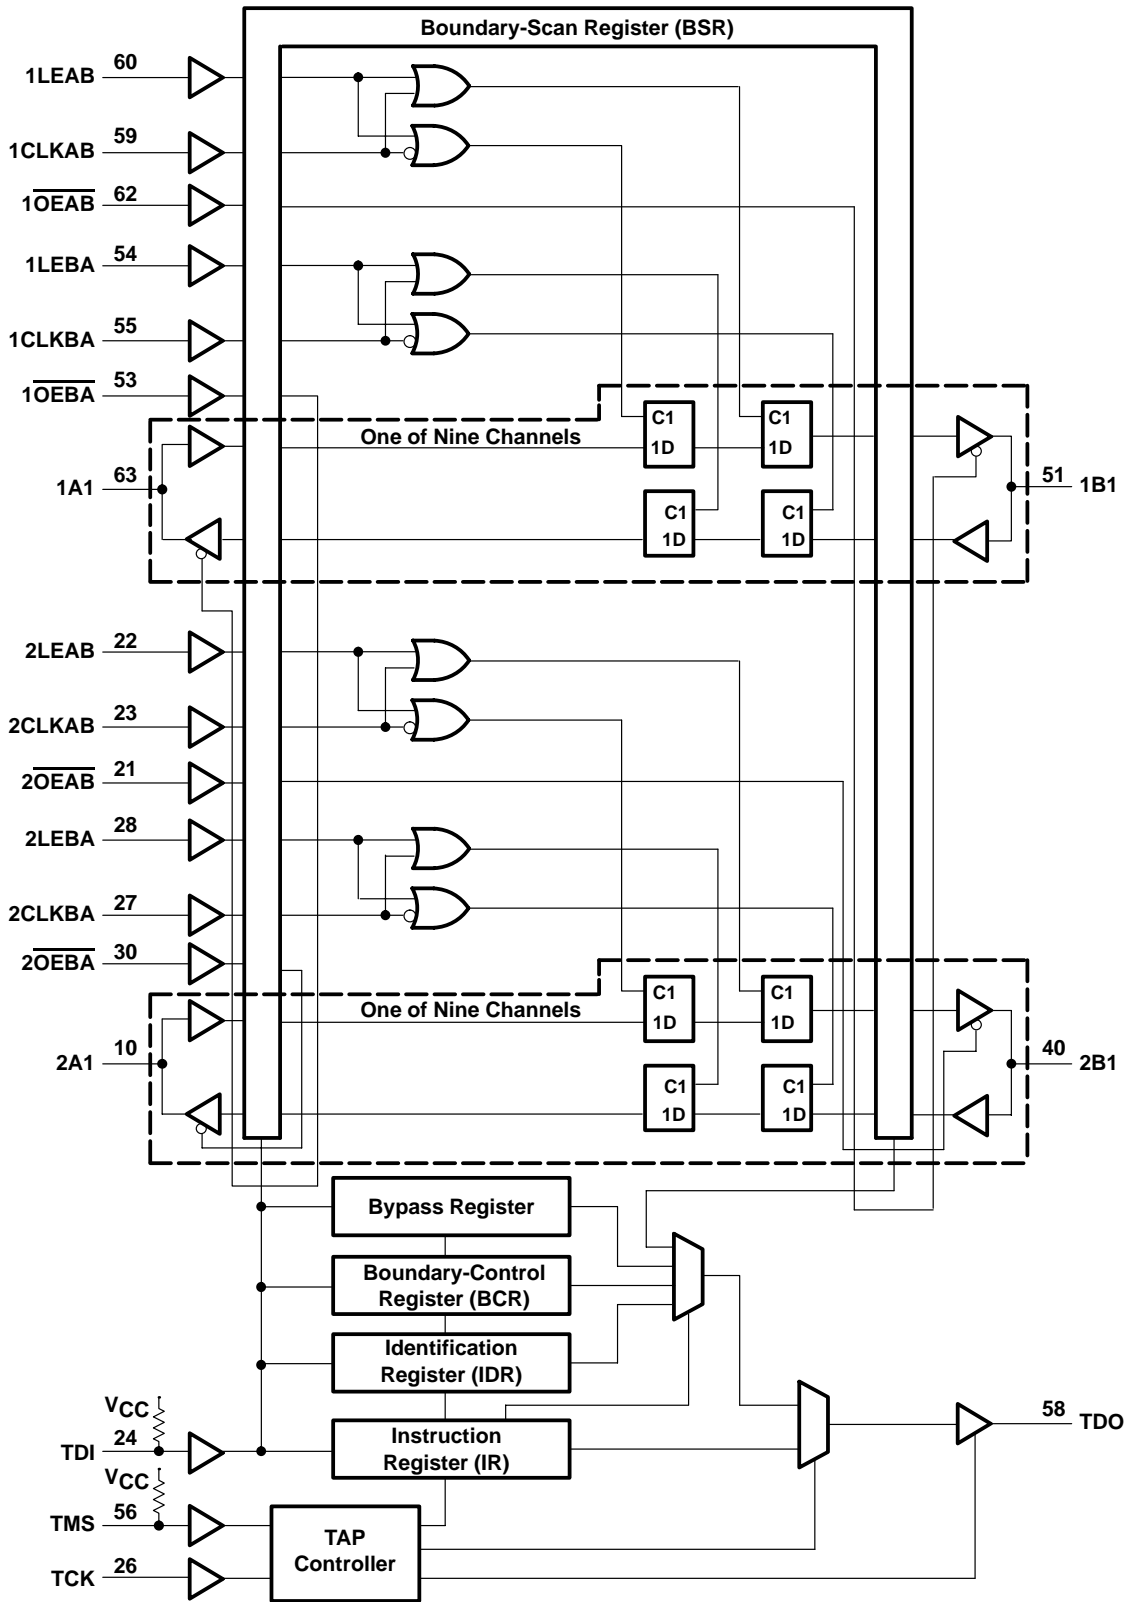 Boundary-Scan Register (BSR)
1LEAB 60
1CLKAB 59
1O̅E̅A̅B̅ 62
1LEBA 54
1CLKBA 55
1O̅E̅B̅A̅ 53
One of Nine Channels
C1
1D
C1
1D
1A1 63
51 1B1
C1
1D
C1
1D
2LEAB 22
2CLKAB 23
2O̅E̅A̅B̅ 21
2LEBA 28
2CLKBA 27
2O̅E̅B̅A̅ 30
One of Nine Channels
C1
1D
C1
1D
2A1 10
40 2B1
C1
1D
C1
1D
Bypass Register
Boundary-Control
Register (BCR)
Identification
Register (IDR)
VCC
TDI 24
Instruction
Register (IR)
58 TDO
VCC
TMS 56
TAP
Controller
TCK 26